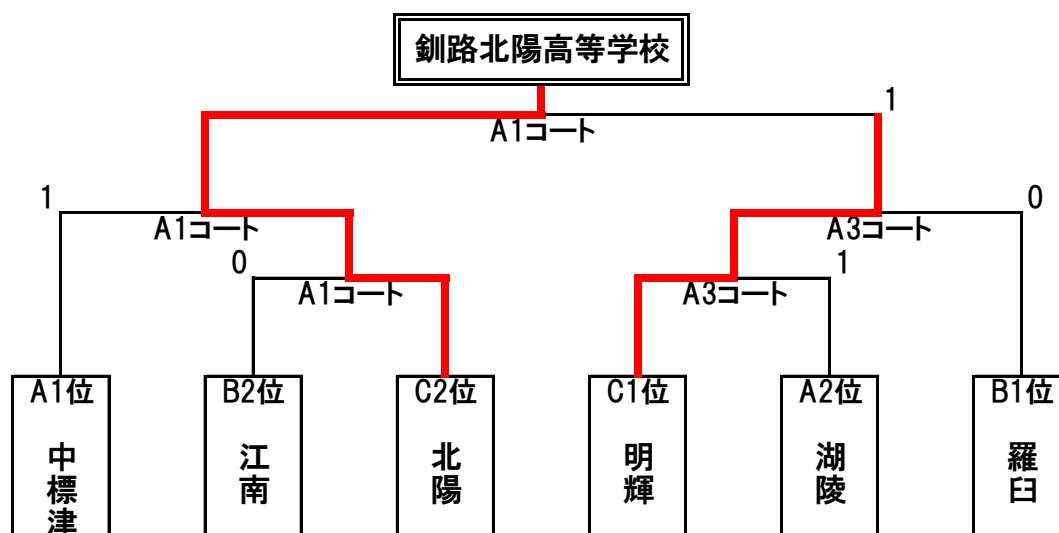 釧路北陽高等学校
1
A1コート
1
0
A1コート
A3コート
0
1
A1コート
A3コート
A1位
B2位
C2位
C1位
A2位
B1位
中標津
江南
北陽
明輝
湖陵
羅臼